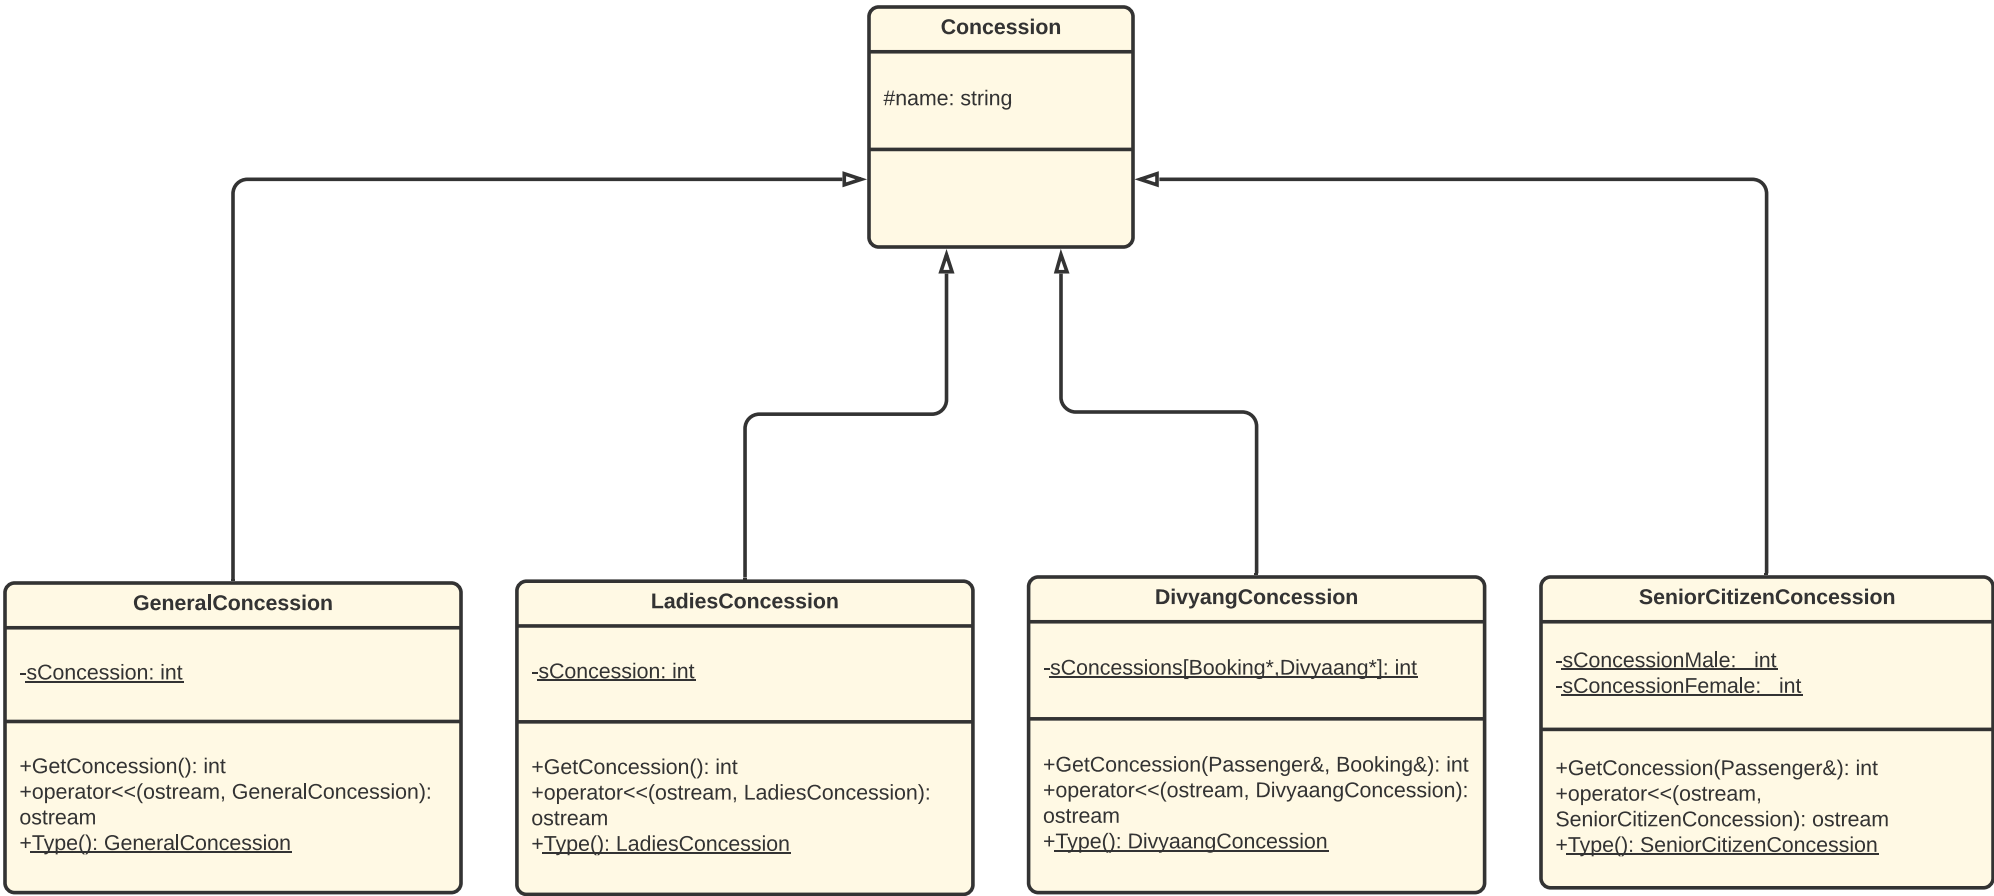 Concession
#name: string
GeneralConcession
-sConcession: int
+GetConcession(): int
+operator<<(ostream, GeneralConcession):
ostream
+Type(): GeneralConcession
LadiesConcession
-sConcession: int
+GetConcession(): int
+operator<<(ostream, LadiesConcession):
ostream
+Type(): LadiesConcession
DivyangConcession
-sConcessions[Booking*,Divyaang*]: int
+GetConcession(Passenger&, Booking&): int
+operator<<(ostream, DivyaangConcession):
ostream
+Type(): DivyaangConcession
SeniorCitizenConcession
-sConcessionMale:   int
-sConcessionFemale:   int
+GetConcession(Passenger&): int
+operator<<(ostream,
SeniorCitizenConcession): ostream
+Type(): SeniorCitizenConcession